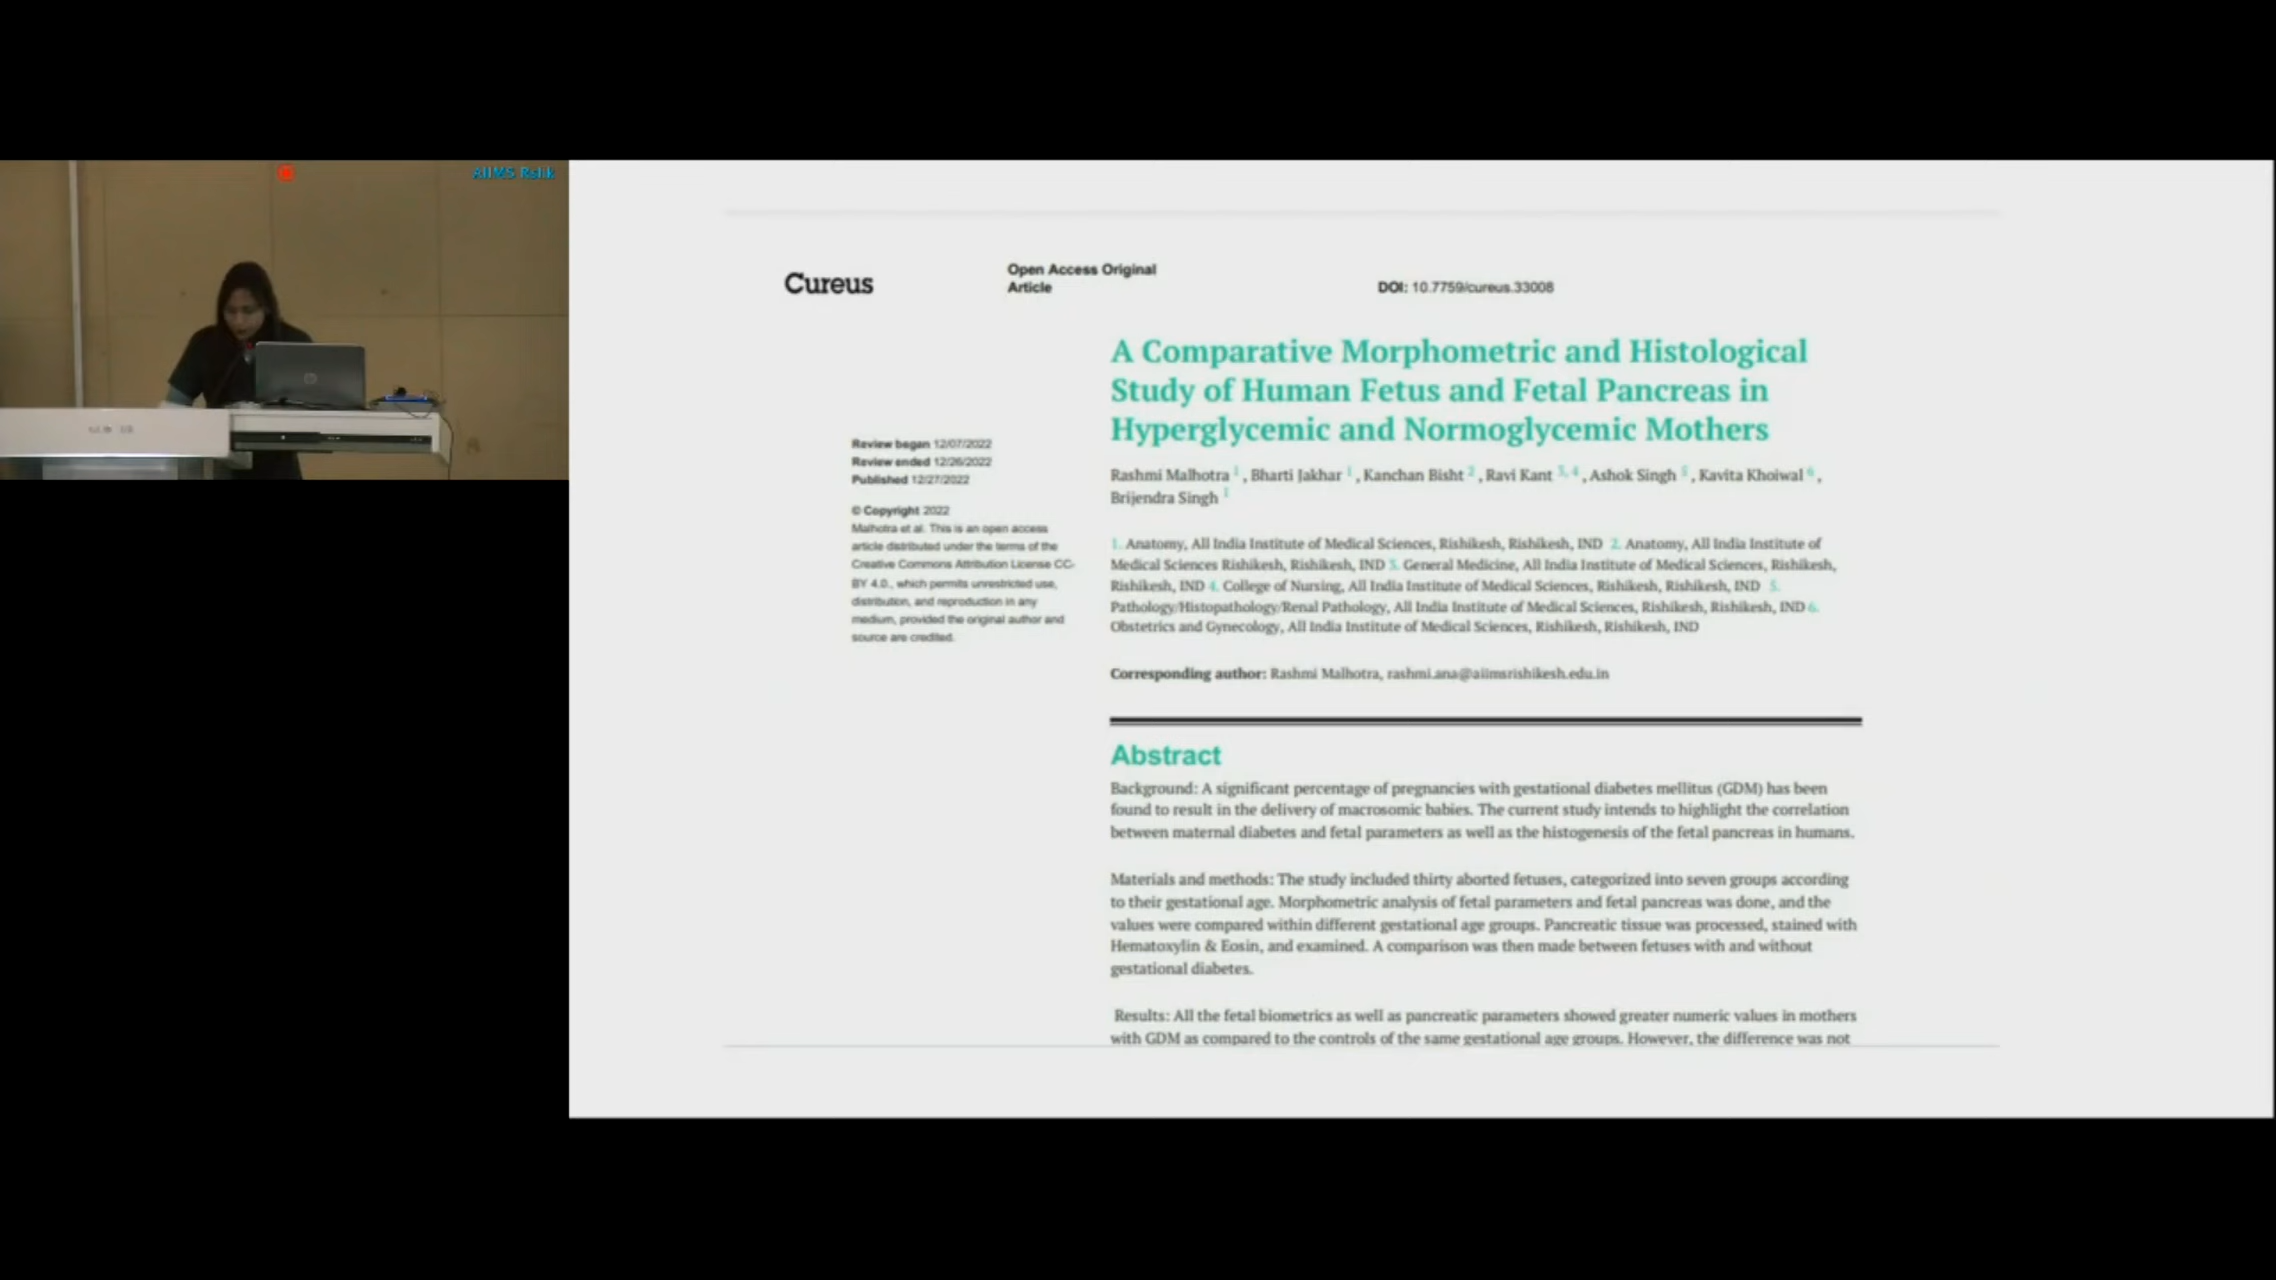 AIIMS Rsik
Cureus
Open Access Original
Article
DOI: 10.7759/cureus.33008
A Comparative Morphometric and Histological
Study of Human Fetus and Fetal Pancreas in
Hyperglycemic and Normoglycemic Mothers
Review began 12/07/2022
Review ended 12/26/2022
Published 12/27/2022
© Copyright 2022
Malhotra et al. This is an open access
article distributed under the terms of the
Creative Commons Attribution License CC-
BY 4.0., which permits unrestricted use,
distribution, and reproduction in any
medium, provided the original author and
source are credited.
Rashmi Malhotra 1 , Bharti Jakhar 1 , Kanchan Bisht 2 , Ravi Kant 3, 4 , Ashok Singh 5 , Kavita Khoiwal 6 ,
Brijendra Singh 1
1. Anatomy, All India Institute of Medical Sciences, Rishikesh, Rishikesh, IND 2. Anatomy, All India Institute of
Medical Sciences Rishikesh, Rishikesh, IND 3. General Medicine, All India Institute of Medical Sciences, Rishikesh,
Rishikesh, IND 4. College of Nursing, All India Institute of Medical Sciences, Rishikesh, Rishikesh, IND 5.
Pathology/Histopathology/Renal Pathology, All India Institute of Medical Sciences, Rishikesh, Rishikesh, IND 6.
Obstetrics and Gynecology, All India Institute of Medical Sciences, Rishikesh, Rishikesh, IND
Corresponding author: Rashmi Malhotra, rashmi.ana@aiimsrishikesh.edu.in
Abstract
Background: A significant percentage of pregnancies with gestational diabetes mellitus (GDM) has been
found to result in the delivery of macrosomic babies. The current study intends to highlight the correlation
between maternal diabetes and fetal parameters as well as the histogenesis of the fetal pancreas in humans.
Materials and methods: The study included thirty aborted fetuses, categorized into seven groups according
to their gestational age. Morphometric analysis of fetal parameters and fetal pancreas was done, and the
values were compared within different gestational age groups. Pancreatic tissue was processed, stained with
Hematoxylin & Eosin, and examined. A comparison was then made between fetuses with and without
gestational diabetes.
Results: All the fetal biometrics as well as pancreatic parameters showed greater numeric values in mothers
with GDM as compared to the controls of the same gestational age groups. However, the difference was not